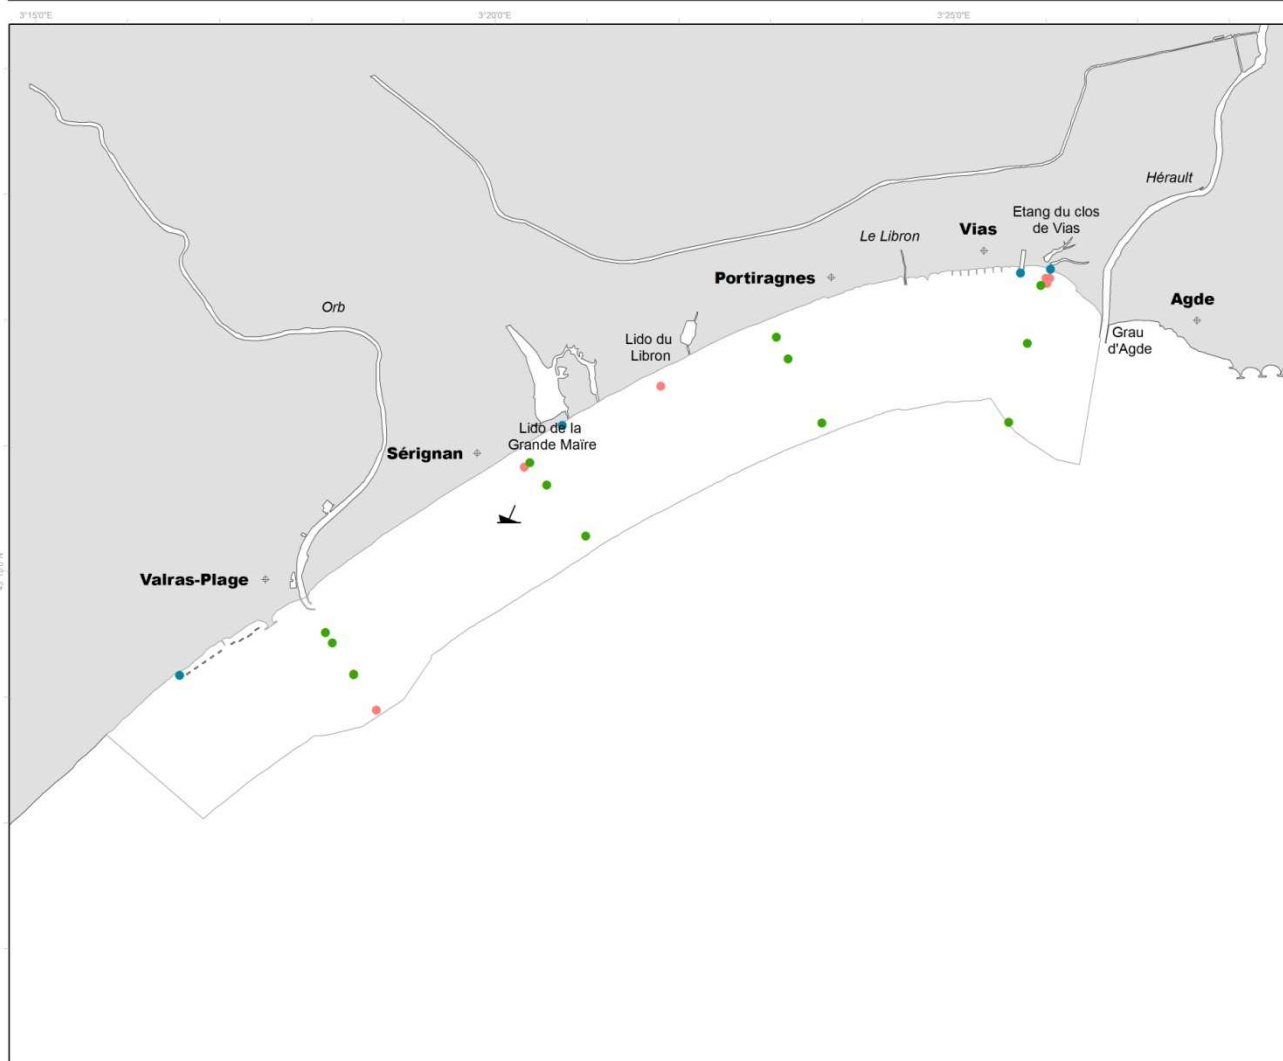 3°15'0"E
3°20'0"E
3°25'0"E
Hérault
Etang du clos
de Vias
Vias
Le Libron
Portiragnes
Agde
Orb
Grau
d'Agde
Lido du
Libron
Lido de la
Grande Maïre
Sérignan
Valras-Plage